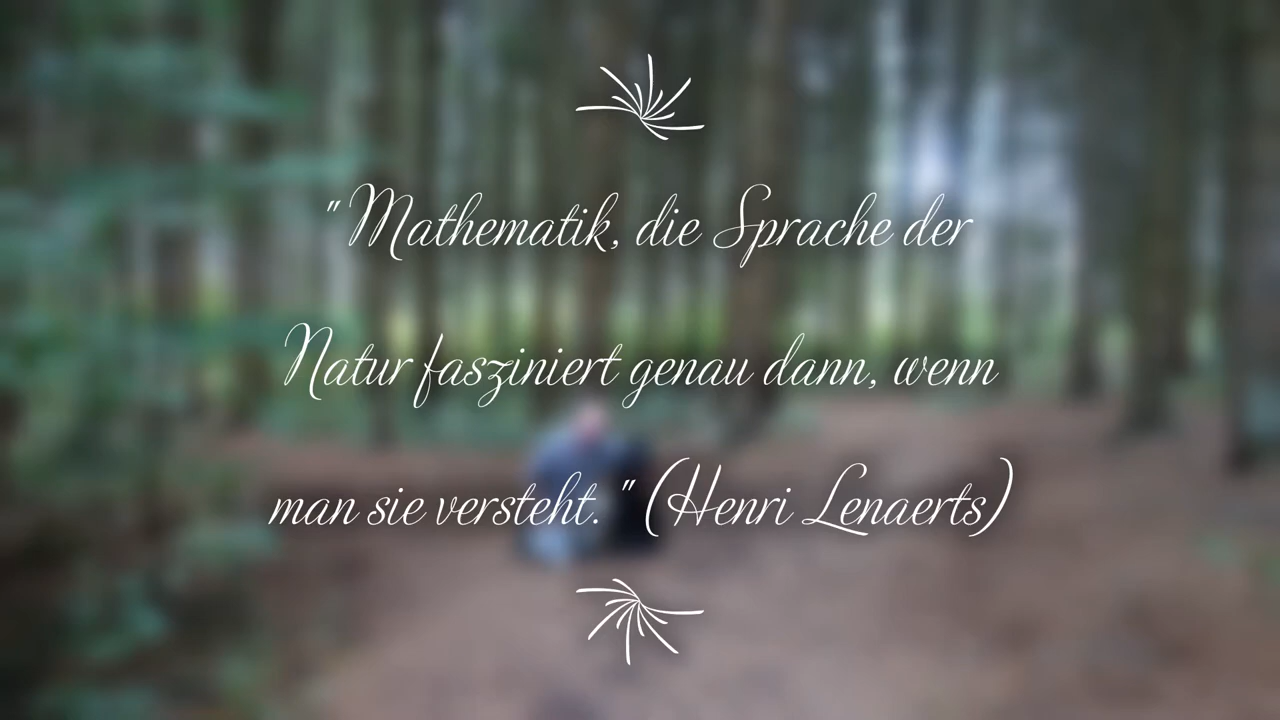 "Mathematik, die Sprache der
Natur fasziniert genau dann, wenn
man sie versteht." (Henri Lenaerts)